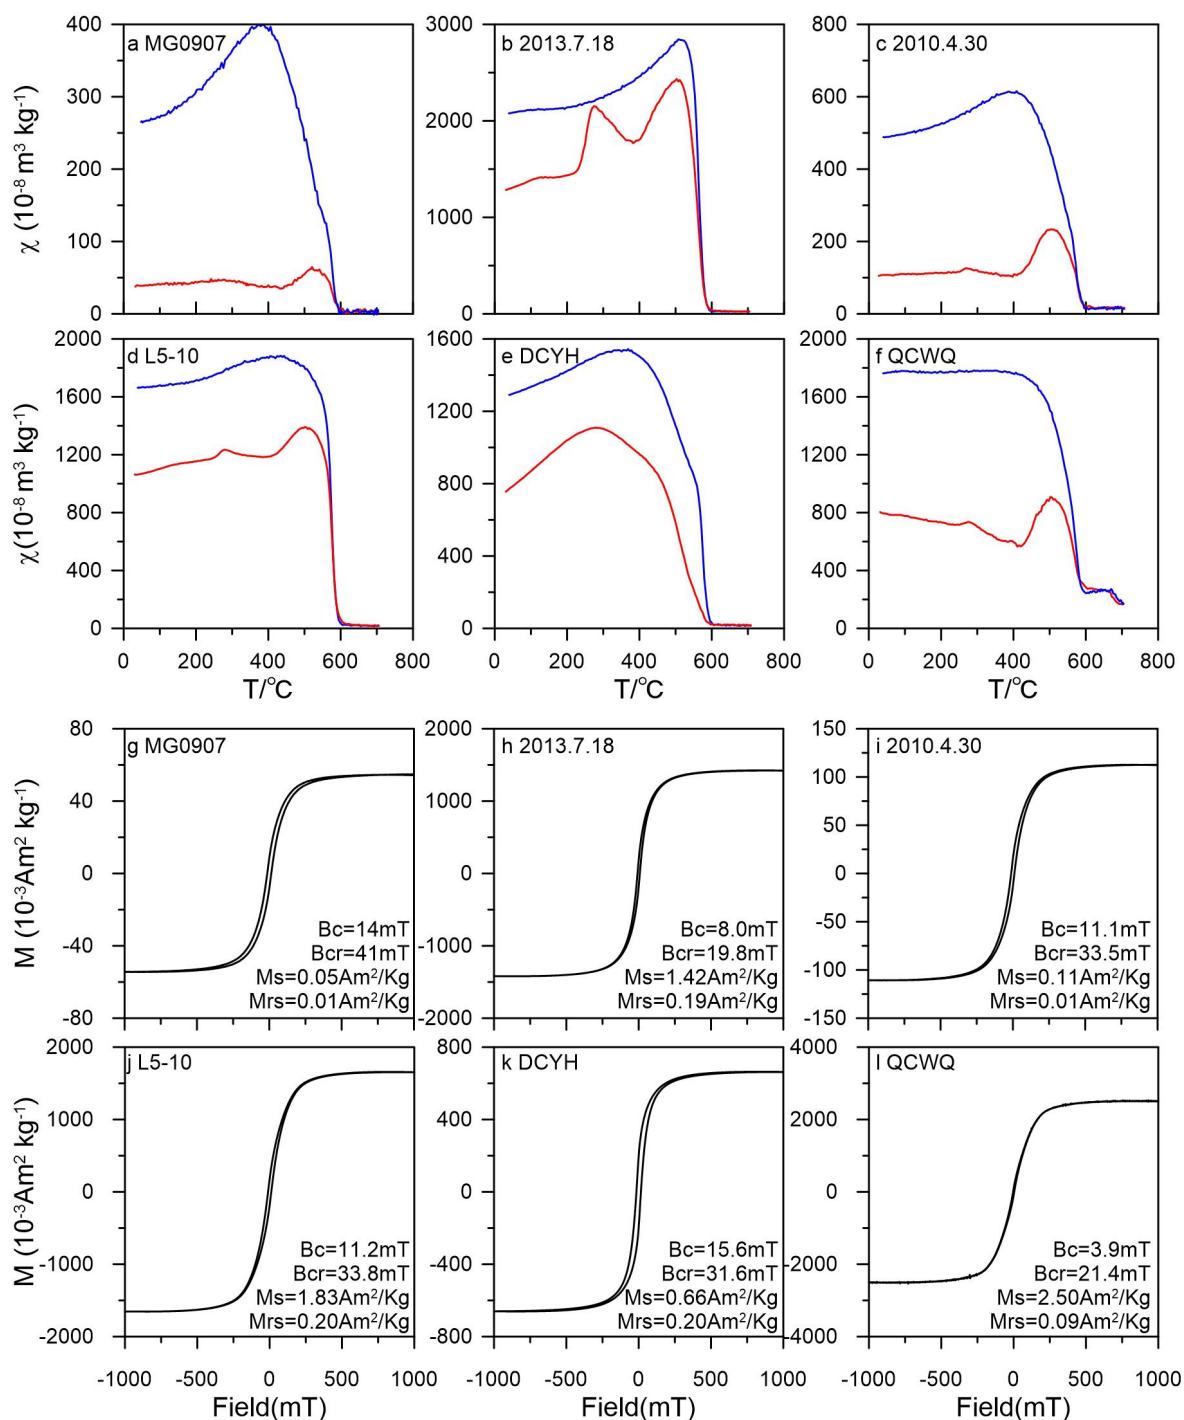 a MG0907
b 2013.7.18
c 2010.4.30
400
300
200
100
0
3000
2000
1000
0
800
600
400
200
0
χ (10⁻⁸ m³ kg⁻¹)
d L5-10
e DCYH
f QCWQ
2000
1600
1200
800
400
0
1600
1200
800
400
0
2000
1600
1200
800
400
0
χ(10⁻⁸ m³ kg⁻¹)
0 200 400 600 800
0 200 400 600 800
0 200 400 600 800
T/°C
T/°C
T/°C
g MG0907
h 2013.7.18
i 2010.4.30
80
40
0
-40
-80
2000
1000
0
-1000
-2000
150
100
50
0
-50
-100
-150
M (10⁻³Am² kg⁻¹)
Bc=14mT
Bcr=41mT
Ms=0.05Am²/Kg
Mrs=0.01Am²/Kg
Bc=8.0mT
Bcr=19.8mT
Ms=1.42Am²/Kg
Mrs=0.19Am²/Kg
Bc=11.1mT
Bcr=33.5mT
Ms=0.11Am²/Kg
Mrs=0.01Am²/Kg
j L5-10
k DCYH
l QCWQ
2000
1000
0
-1000
-2000
800
400
0
-400
-800
4000
2000
0
-2000
-4000
M (10⁻³Am² kg⁻¹)
Bc=11.2mT
Bcr=33.8mT
Ms=1.83Am²/Kg
Mrs=0.20Am²/Kg
Bc=15.6mT
Bcr=31.6mT
Ms=0.66Am²/Kg
Mrs=0.20Am²/Kg
Bc=3.9mT
Bcr=21.4mT
Ms=2.50Am²/Kg
Mrs=0.09Am²/Kg
-1000 -500 0 500 1000
-1000 -500 0 500 1000
-1000 -500 0 500 1000
Field(mT)
Field(mT)
Field(mT)